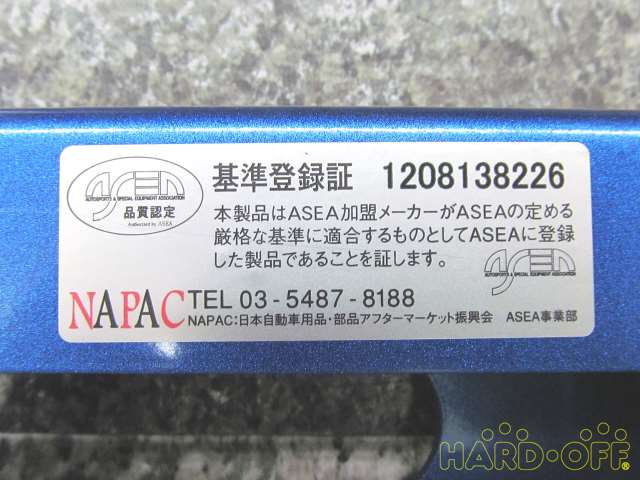 ASEA
AUTOSPORTS & SPECIAL EQUIPMENT ASSOCIATION
品質認定
Authorized by ASEA
基準登録証 1208138226
本製品はASEA加盟メーカーがASEAの定める
厳格な基準に適合するものとしてASEAに登録
した製品であることを証します。
ASEA
AUTOSPORTS & SPECIAL EQUIPMENT ASSOCIATION
NAPAC TEL 03-5487-8188
NAPAC:日本自動車用品・部品アフターマーケット振興会 ASEA事業部
HARD-OFF